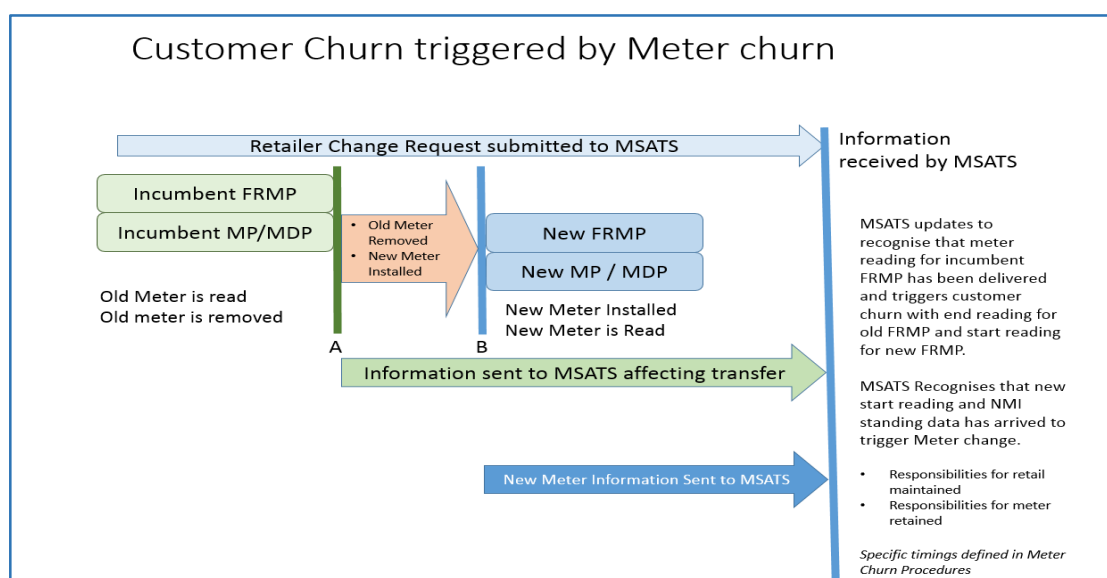 Customer Churn triggered by Meter churn
Retailer Change Request submitted to MSATS
Information
received by MSATS
Incumbent FRMP
Incumbent MP/MDP
• Old Meter
Removed
• New Meter
Installed
New FRMP
New MP / MDP
Old Meter is read
Old meter is removed
New Meter Installed
New Meter is Read
A
B
Information sent to MSATS affecting transfer
New Meter Information Sent to MSATS
MSATS updates to
recognise that meter
reading for incumbent
FRMP has been delivered
and triggers customer
churn with end reading for
old FRMP and start reading
for new FRMP.
MSATS Recognises that new
start reading and NMI
standing data has arrived to
trigger Meter change.
• Responsibilities for retail
maintained
• Responsibilities for meter
retained
Specific timings defined in Meter
Churn Procedures